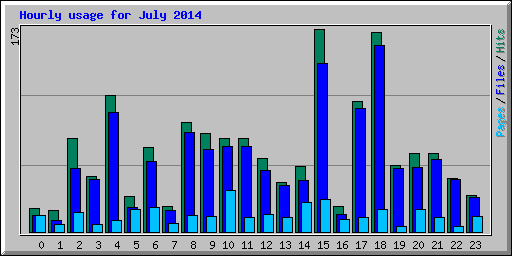 Hourly usage for July 2014
173
Pages / Files / Hits
0 1 2 3 4 5 6 7 8 9 10 11 12 13 14 15 16 17 18 19 20 21 22 23